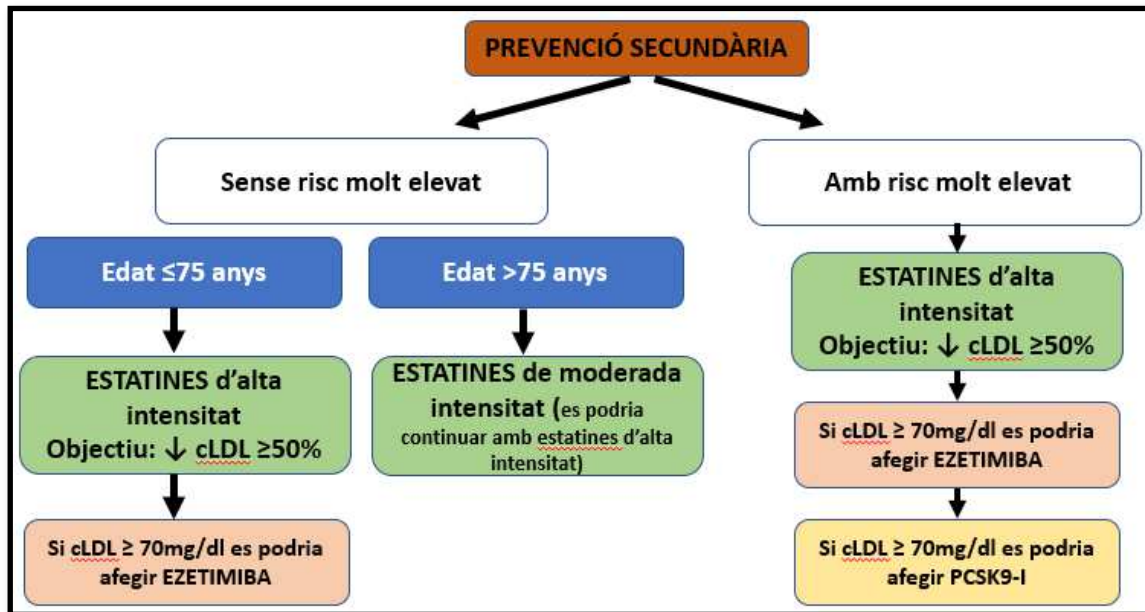 PREVENCIÓ SECUNDÀRIA
Sense risc molt elevat
Amb risc molt elevat
Edat ≤75 anys
Edat >75 anys
ESTATINES d'alta
intensitat
Objectiu: ↓ cLDL ≥50%
ESTATINES de moderada
intensitat (es podria
continuar amb estatines d'alta
intensitat)
ESTATINES d'alta
intensitat
Objectiu: ↓ cLDL ≥50%
Si cLDL ≥ 70mg/dl es podria
afegir EZETIMIBA
Si cLDL ≥ 70mg/dl es podria
afegir EZETIMIBA
Si cLDL ≥ 70mg/dl es podria
afegir PCSK9-I